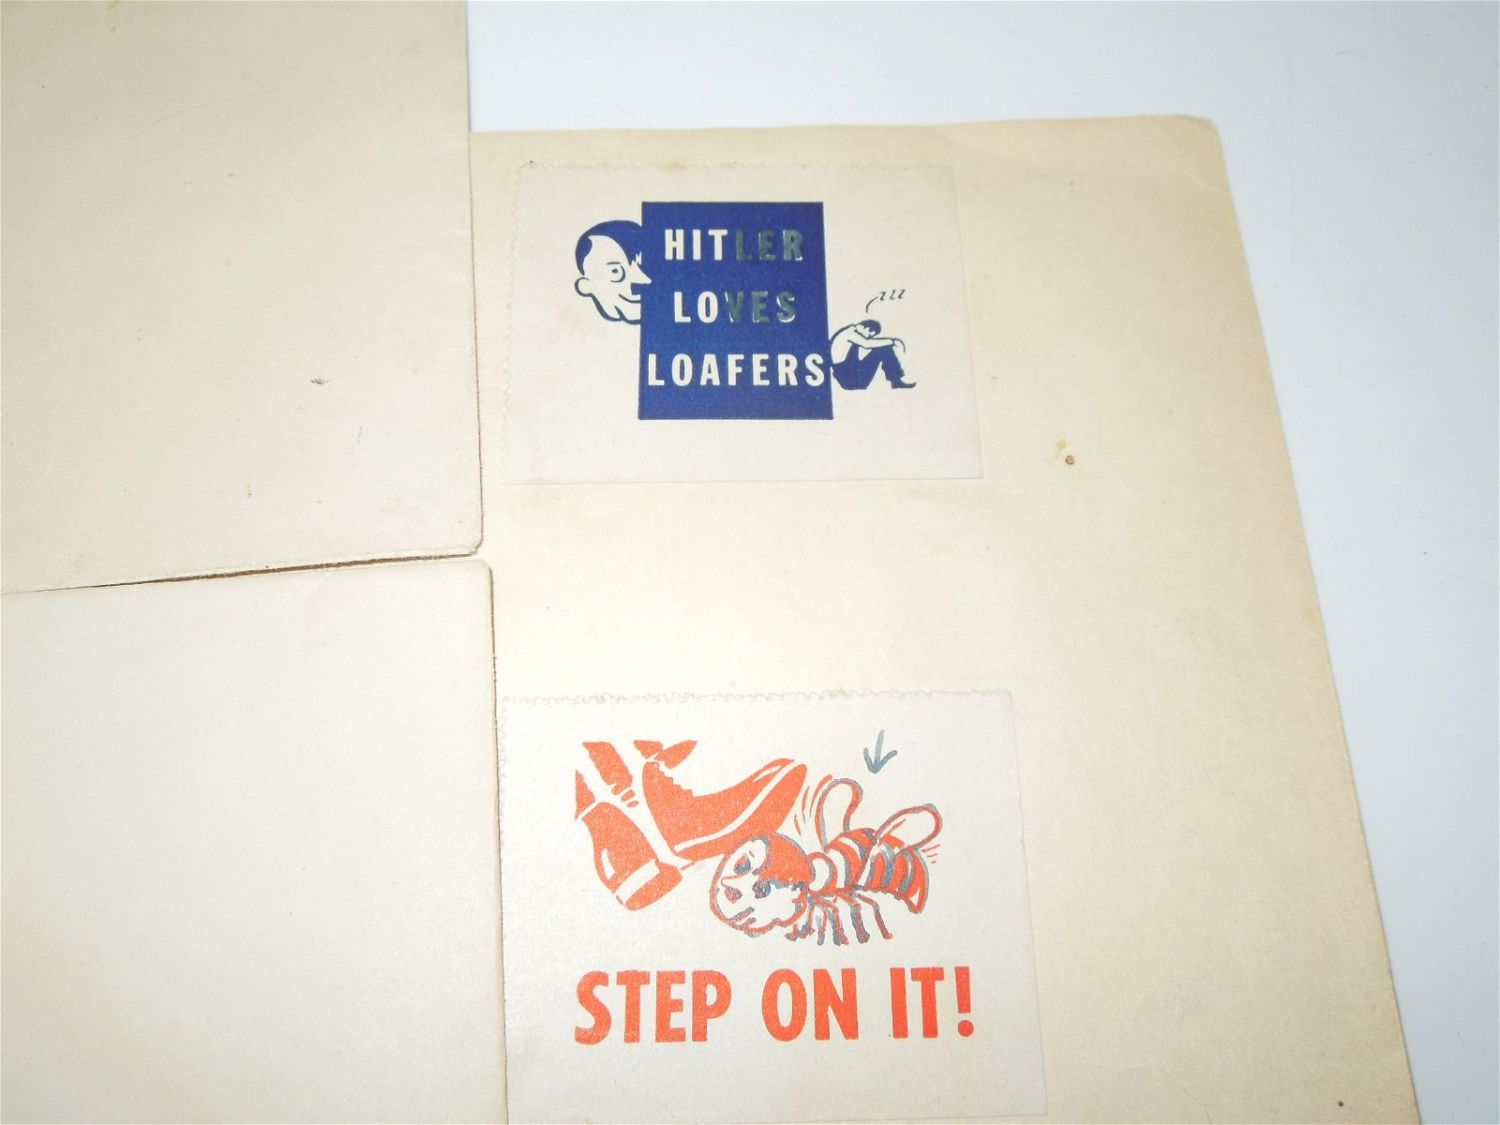 HITLER
LOVES
LOAFERS
zzz
STEP ON IT!